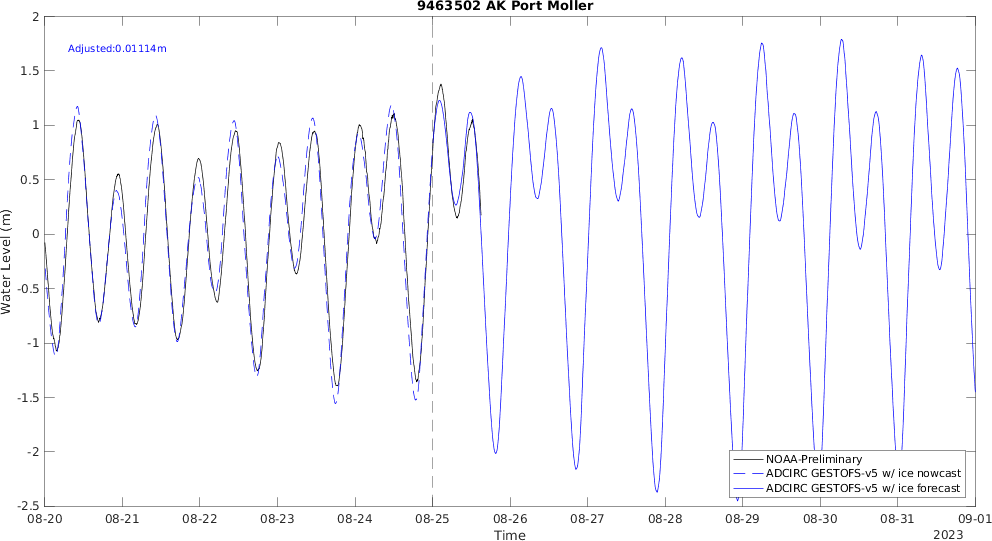 9463502 AK Port Moller
Adjusted:0.01114m
Water Level (m)
2
1.5
1
0.5
0
-0.5
-1
-1.5
-2
-2.5
NOAA-Preliminary
ADCIRC GESTOFS-v5 w/ ice nowcast
ADCIRC GESTOFS-v5 w/ ice forecast
08-20 08-21 08-22 08-23 08-24 08-25 08-26 08-27 08-28 08-29 08-30 08-31 09-01
Time
2023